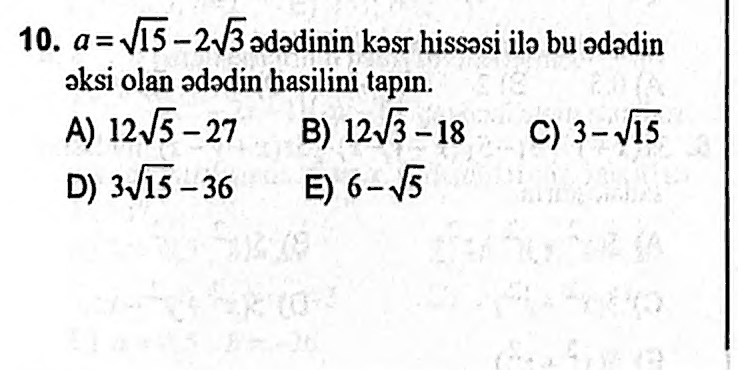 10. a = √15 – 2√3 ədədinin kəsr hissəsi ilə bu ədədin
əksi olan ədədin hasilini tapın.
A) 12√5 – 27 B) 12√3 – 18 C) 3 – √15
D) 3√15 – 36 E) 6 – √5